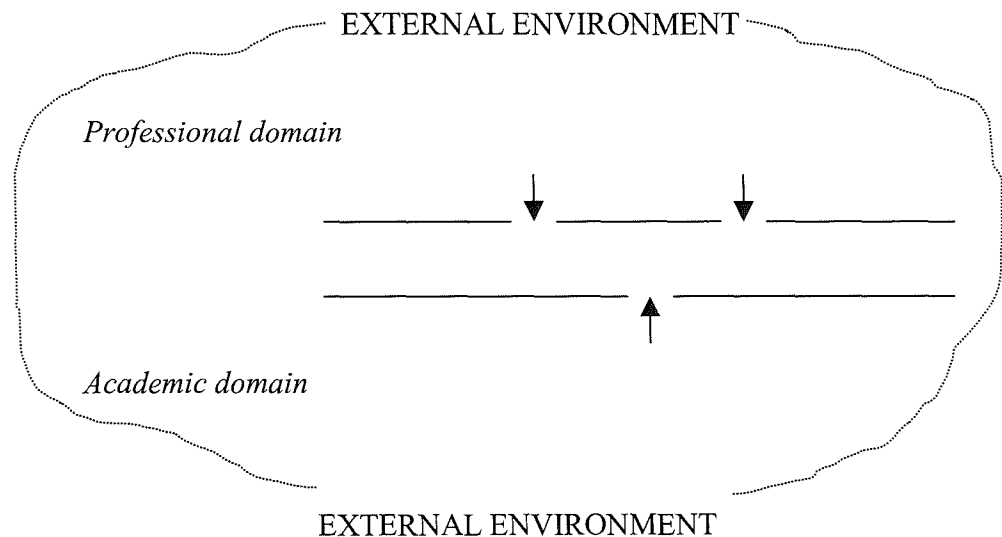 EXTERNAL ENVIRONMENT
Professional domain
Academic domain
EXTERNAL ENVIRONMENT